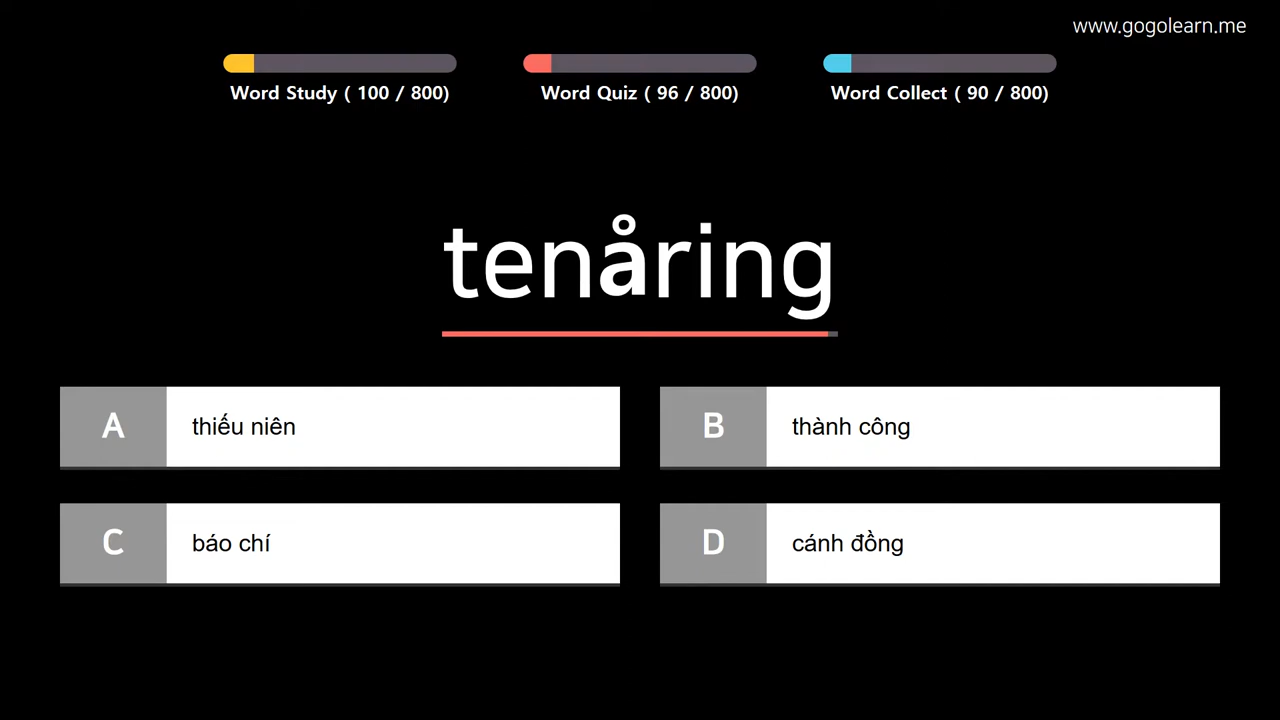 www.gogolearn.me
Word Study ( 100 / 800)
Word Quiz ( 96 / 800)
Word Collect ( 90 / 800)
tenåring
A thiếu niên
B thành công
C báo chí
D cánh đồng